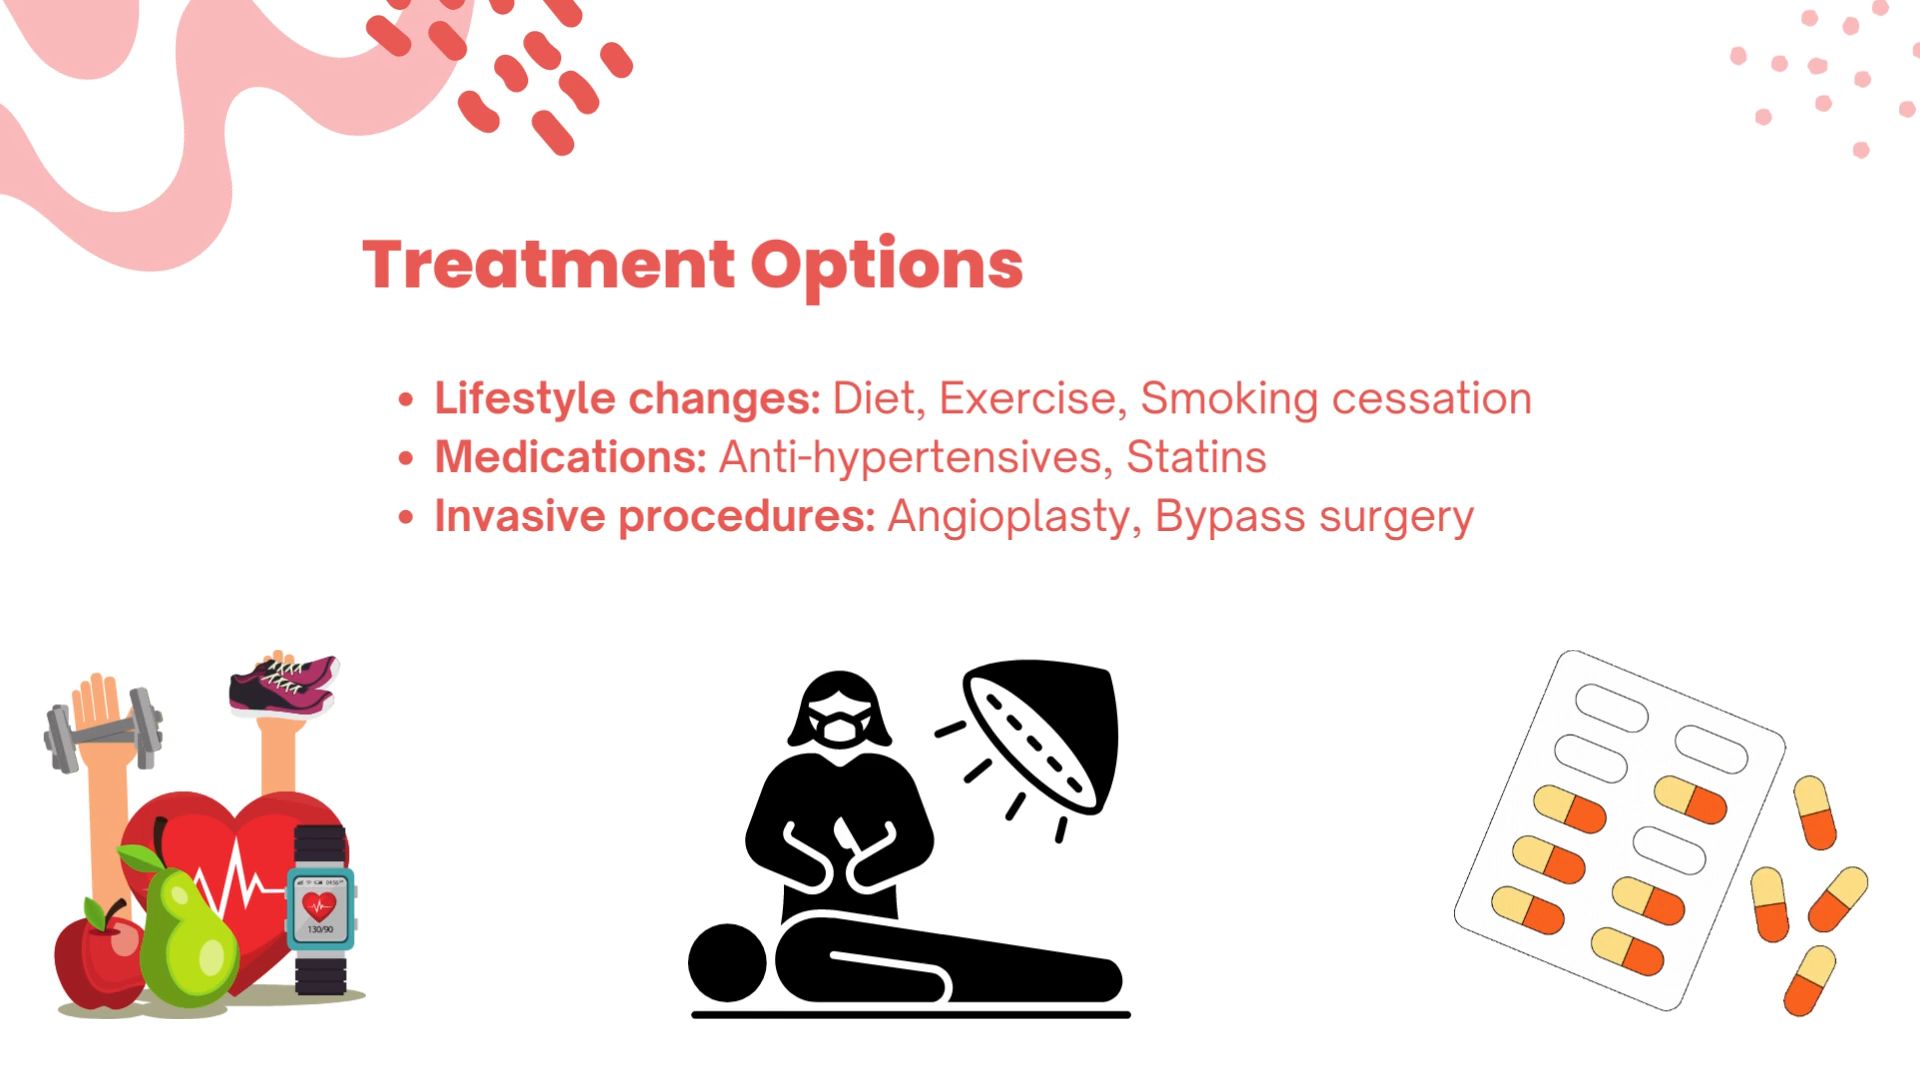 Treatment Options
• Lifestyle changes: Diet, Exercise, Smoking cessation
• Medications: Anti-hypertensives, Statins
• Invasive procedures: Angioplasty, Bypass surgery
130/90